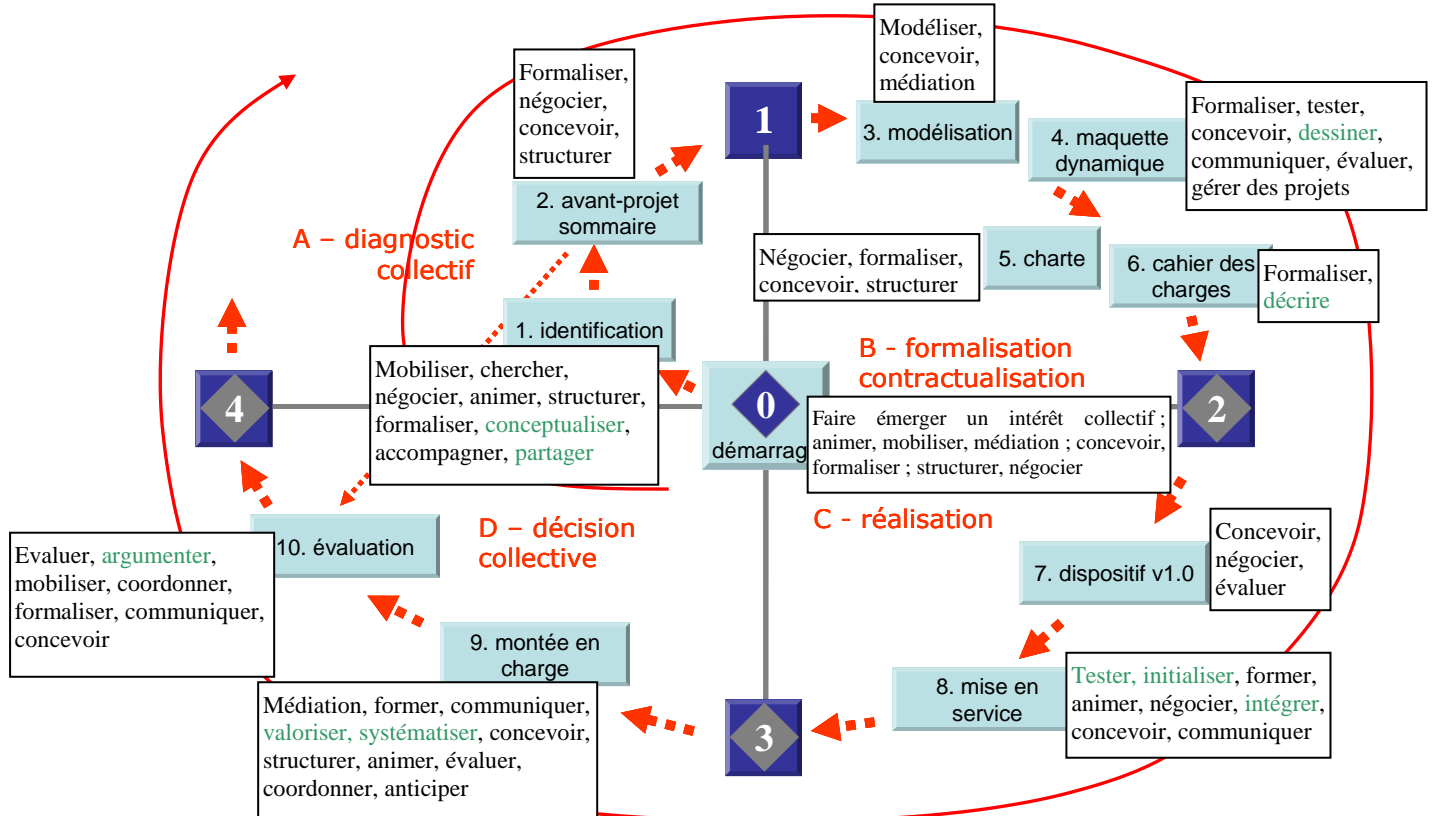 Modéliser,
concevoir,
médiation
Formaliser,
négocier,
concevoir,
structurer
1
3. modélisation
4. maquette
dynamique
Formaliser, tester,
concevoir, dessiner,
communiquer, évaluer,
gérer des projets
2. avant-projet
sommaire
A – diagnostic
collectif
Négocier, formaliser,
concevoir, structurer
5. charte
6. cahier des
charges
Formaliser,
décrire
1. identification
B - formalisation
contractualisation
Mobiliser, chercher,
négocier, animer, structurer,
formaliser, conceptualiser,
accompagner, partager
4
0
démarrag
2
Faire émerger un intérêt collectif ;
animer, mobiliser, médiation ; concevoir,
formaliser ; structurer, négocier
D – décision
collective
C - réalisation
10. évaluation
Evaluer, argumenter,
mobiliser, coordonner,
formaliser, communiquer,
concevoir
7. dispositif v1.0
Concevoir,
négocier,
évaluer
9. montée en
charge
8. mise en
service
Tester, initialiser, former,
animer, négocier, intégrer,
concevoir, communiquer
3
Médiation, former, communiquer,
valoriser, systématiser, concevoir,
structurer, animer, évaluer,
coordonner, anticiper